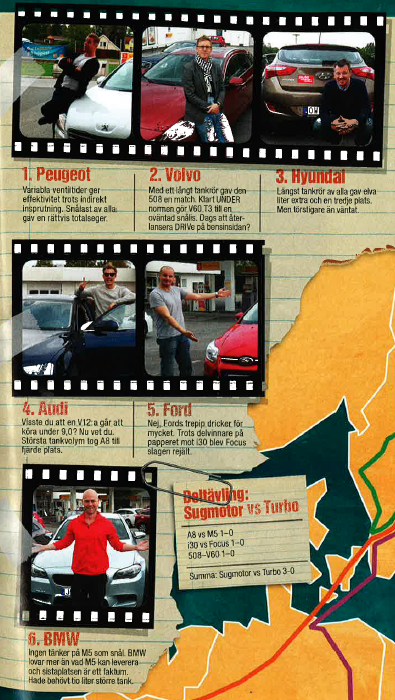 1. Peugeot
Variabla ventiltider ger
effektivitet trots indirekt
insprutning. Snålast av alla
gav en rättvis totalseger.
2. Volvo
Med ett långt tankrör gav den
508 en match. Klart UNDER
normen gör V60 T3 till en
oväntad snålis. Dags att åter-
lansera DRIVe på bensinsidan?
3. Hyundai
Längst tankrör av alla gav elva
liter extra och en tredje plats.
Men törstigare än väntat.
4. Audi
Visste du att en V12:a går att
köra under 9,0? Nu vet du.
Största tankvolym tog A8 till
fjärde plats.
5. Ford
Nej, Fords trepip dricker för
mycket. Trots delvinnare på
papperet mot i30 blev Focus
slagen rejält.
Deltävling:
Sugmotor vs Turbo
A8 vs M5 1–0
i30 vs Focus 1–0
508–V60 1–0
Summa: Sugmotor vs Turbo 3-0
6. BMW
Ingen tänker på M5 som snål. BMW
lovar mer än vad M5 kan leverera
och sistaplatsen är ett faktum.
Hade behövt tio liter större tank.